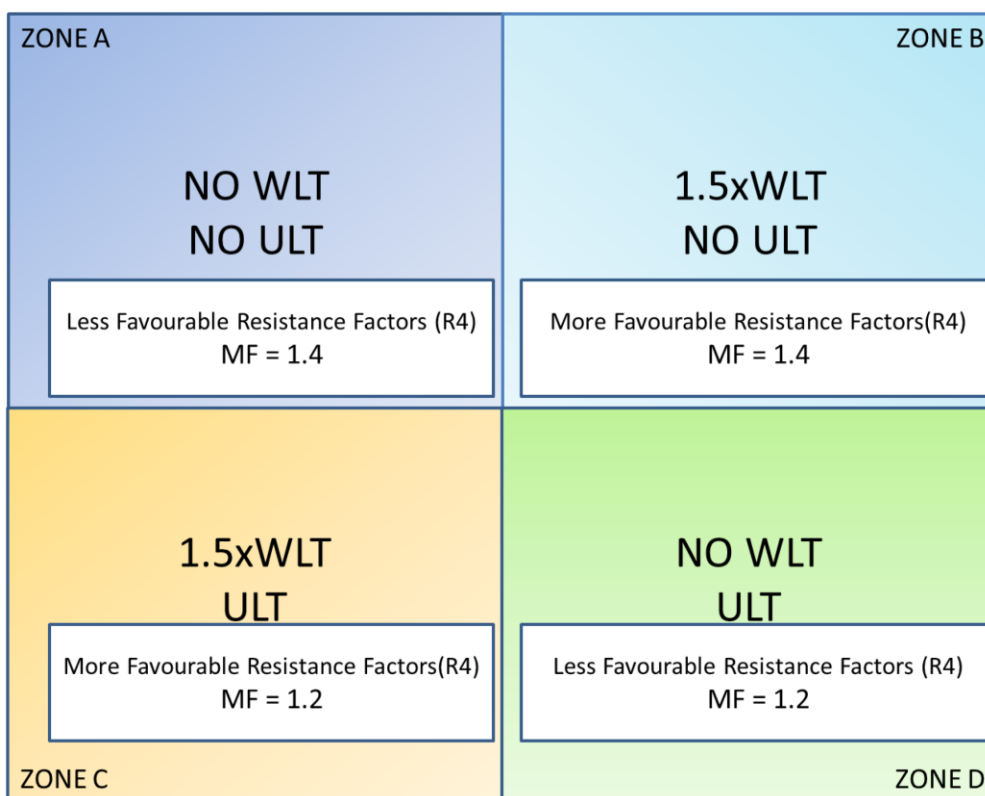 ZONE A
NO WLT
NO ULT
Less Favourable Resistance Factors (R4)
MF = 1.4
ZONE B
1.5xWLT
NO ULT
More Favourable Resistance Factors(R4)
MF = 1.4
1.5xWLT
ULT
More Favourable Resistance Factors(R4)
MF = 1.2
ZONE C
NO WLT
ULT
Less Favourable Resistance Factors (R4)
MF = 1.2
ZONE D